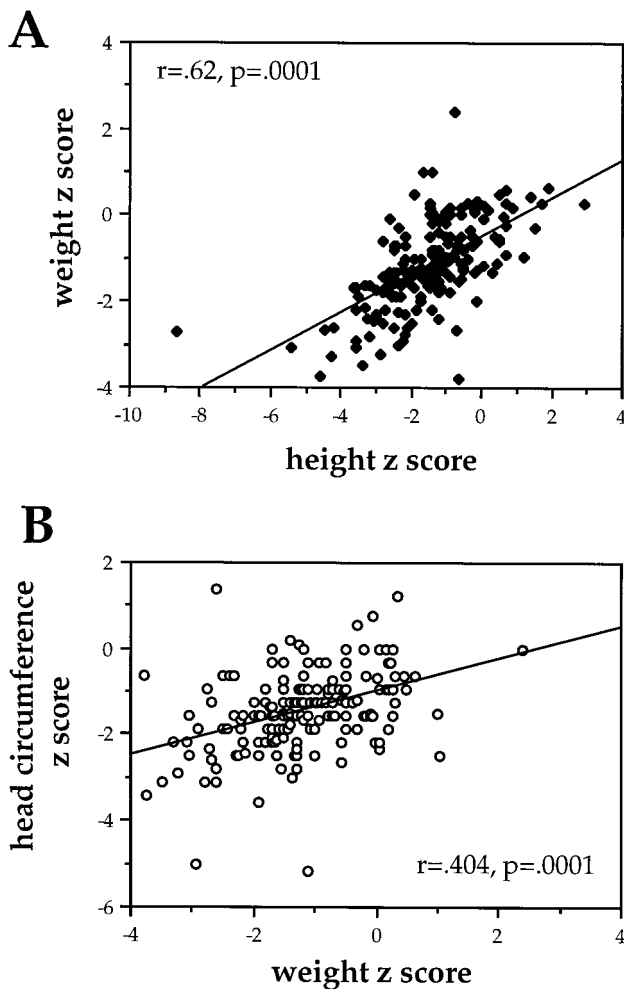 A
r=.62, p=.0001
weight z score
4
2
0
-2
-4
-10
-8
-6
-4
-2
0
2
4
height z score
B
head circumference
z score
2
0
-2
-4
-6
r=.404, p=.0001
-4
-2
0
2
4
weight z score